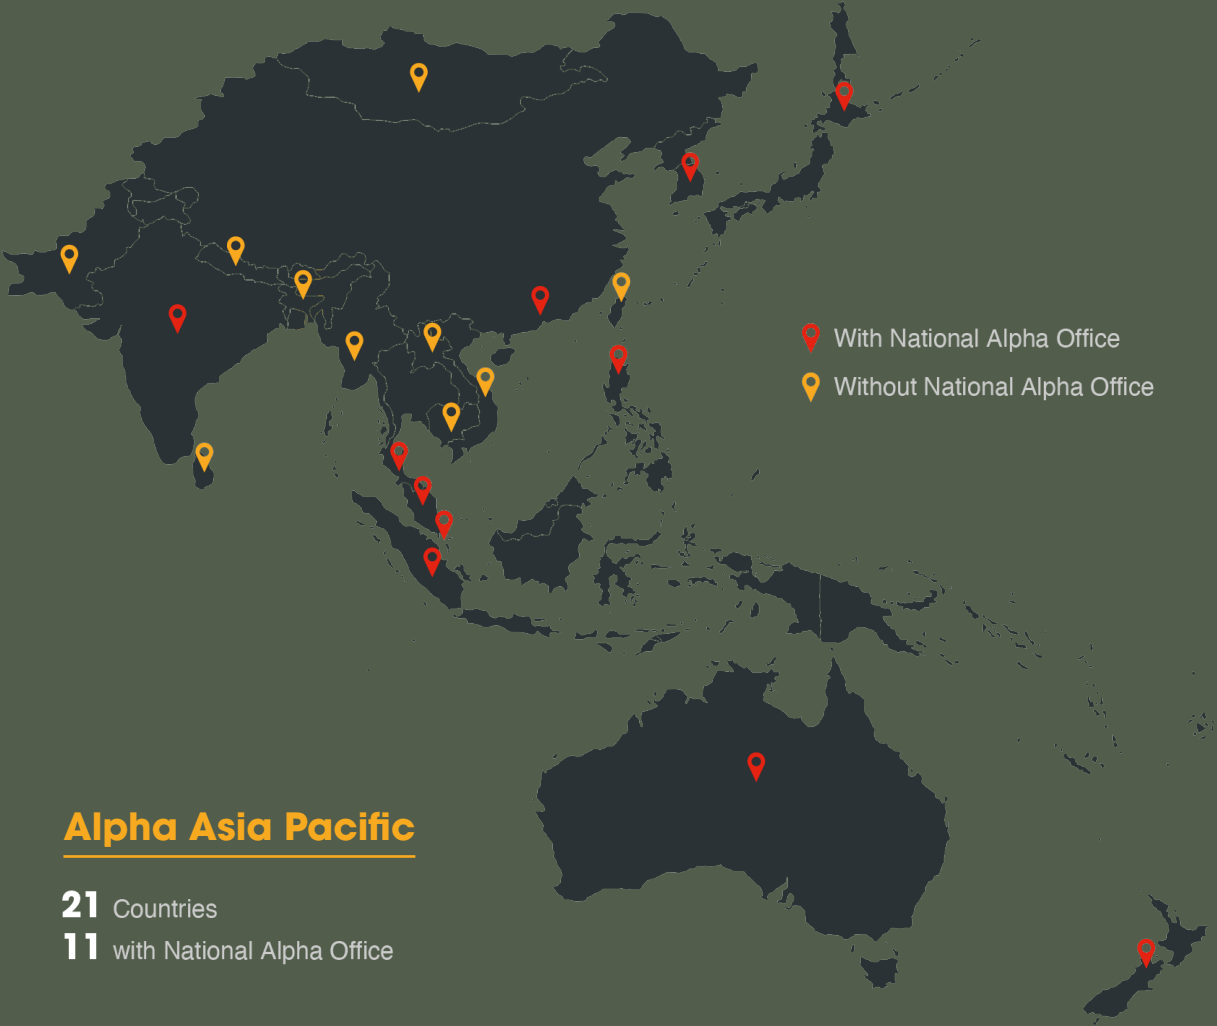 With National Alpha Office
Without National Alpha Office
Alpha Asia Pacific
21 Countries
11 with National Alpha Office